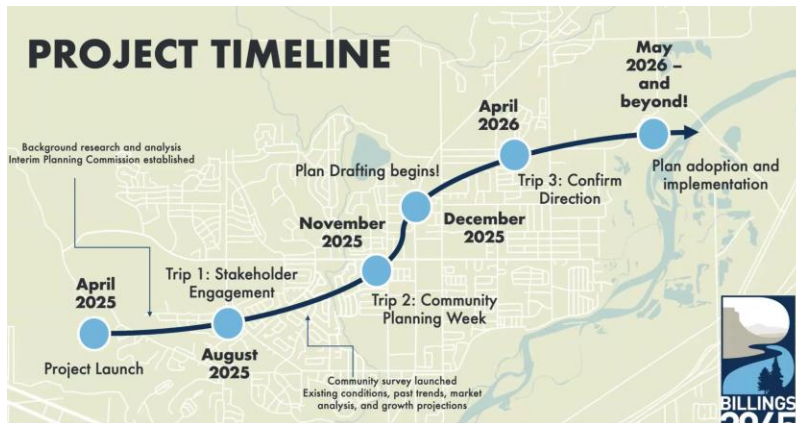 PROJECT TIMELINE
Background research and analysis
Interim Planning Commission established
April
2025
Project Launch
Trip 1: Stakeholder
Engagement
August
2025
Community survey launched
Existing conditions, past trends, market
analysis, and growth projections
November
2025
Trip 2: Community
Planning Week
Plan Drafting begins!
December
2025
April
2026
Trip 3: Confirm
Direction
May
2026 –
and
beyond!
Plan adoption and
implementation
BILLINGS